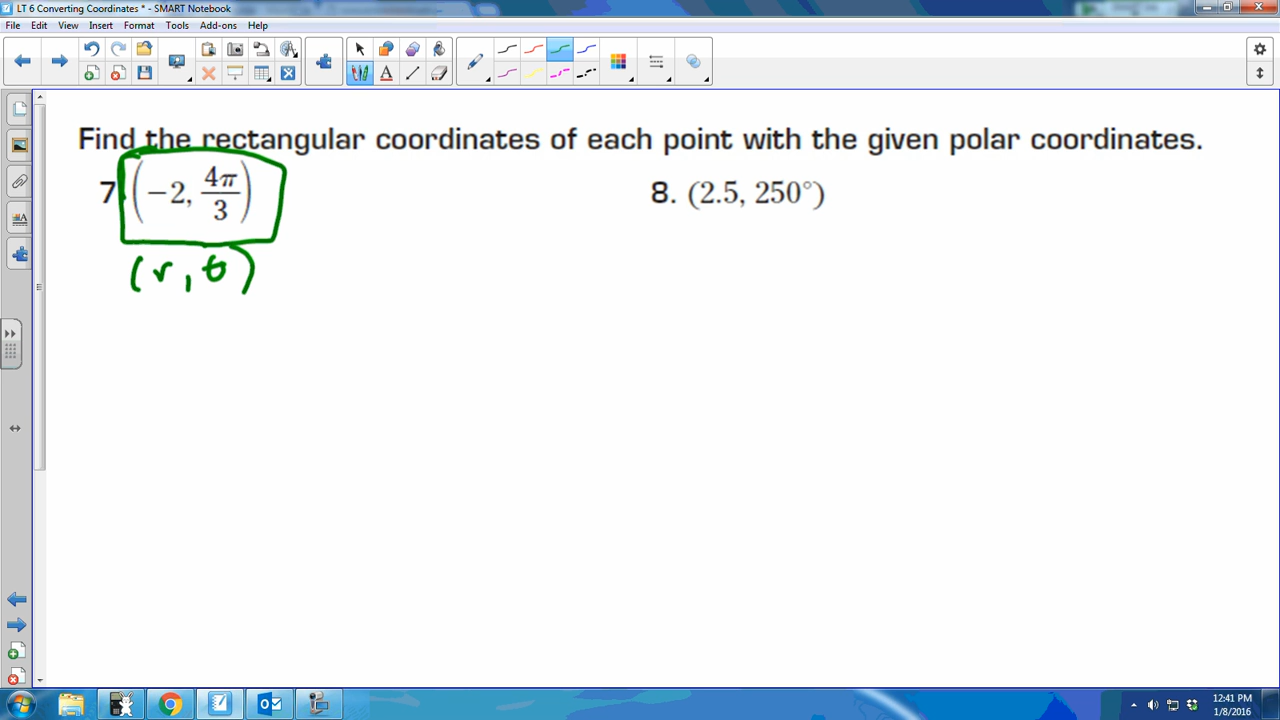 LT 6 Converting Coordinates * - SMART Notebook
File Edit View Insert Format Tools Add-ons Help
Find the rectangular coordinates of each point with the given polar coordinates.
7 (−2, 4π/3)
8. (2.5, 250°)
(r, θ)
12:41 PM
1/8/2016